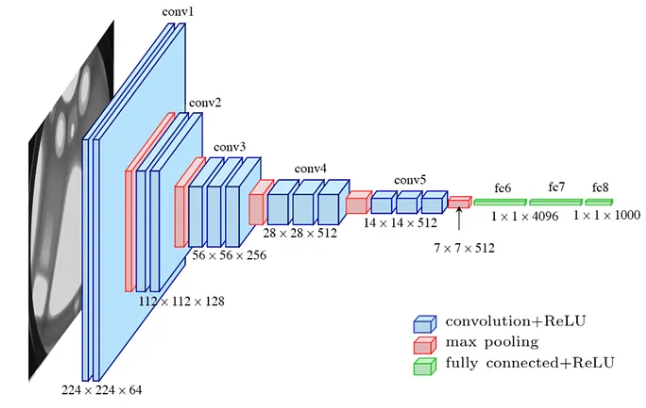 conv1
conv2
conv3
conv4
conv5
fc6
fc7
fc8
1 × 1 × 4096
1 × 1 × 1000
14 × 14 × 512
28 × 28 × 512
7 × 7 × 512
56 × 56 × 256
112 × 112 × 128
224 × 224 × 64
convolution+ReLU
max pooling
fully connected+ReLU